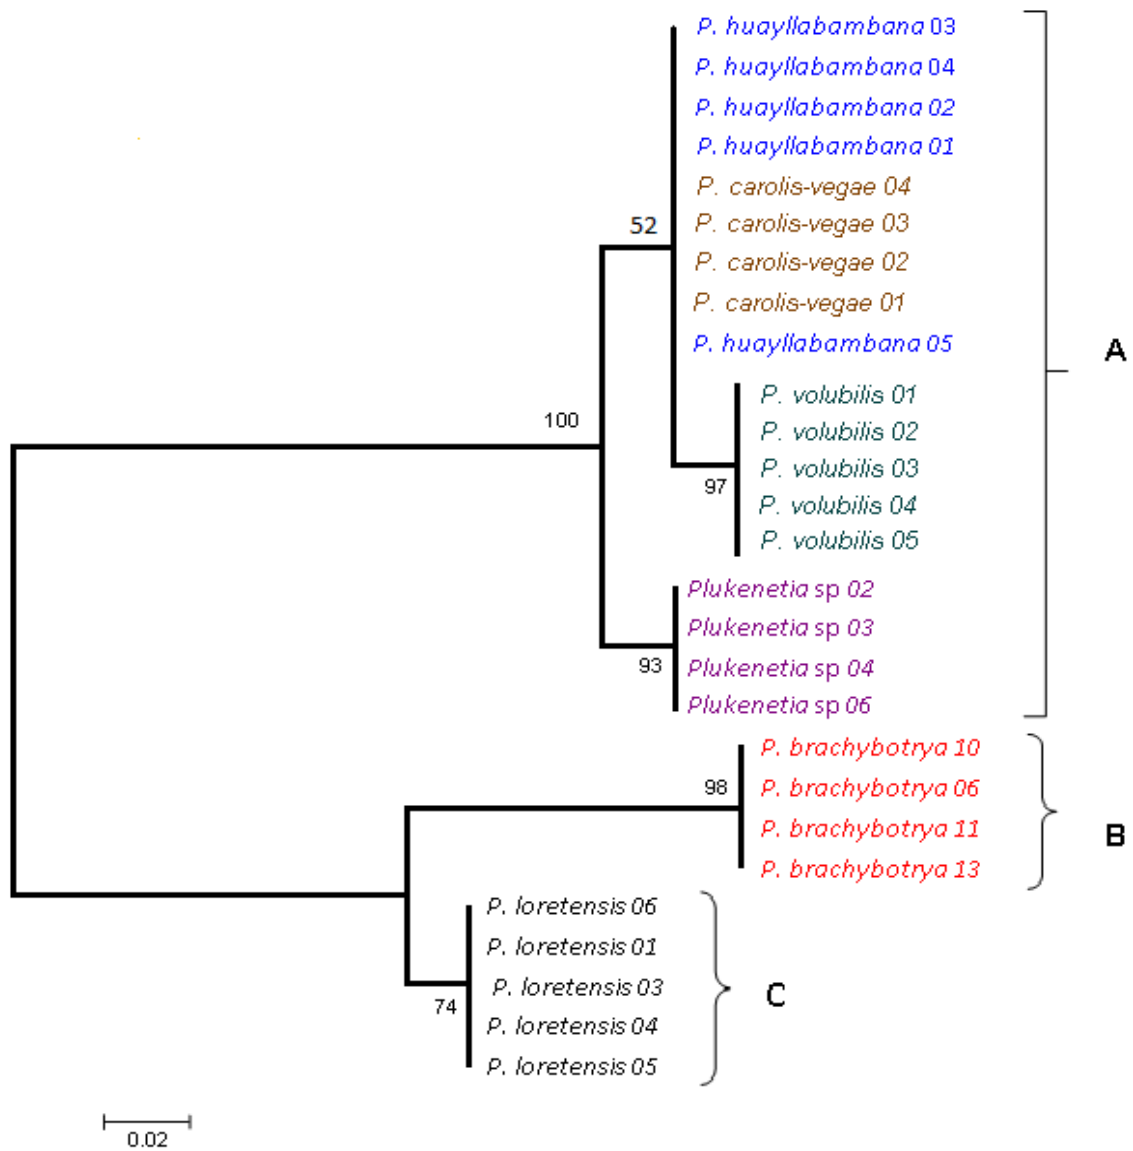 P. huayllabambana 03
P. huayllabambana 04
P. huayllabambana 02
P. huayllabambana 01
P. carolis-vegae 04
52
P. carolis-vegae 03
P. carolis-vegae 02
P. carolis-vegae 01
P. huayllabambana 05
A
P. volubilis 01
100
P. volubilis 02
P. volubilis 03
97
P. volubilis 04
P. volubilis 05
Plukenetia sp 02
Plukenetia sp 03
93
Plukenetia sp 04
Plukenetia sp 06
P. brachybotrya 10
98
P. brachybotrya 06
P. brachybotrya 11
B
P. brachybotrya 13
P. loretensis 06
P. loretensis 01
P. loretensis 03
C
74
P. loretensis 04
P. loretensis 05
0.02